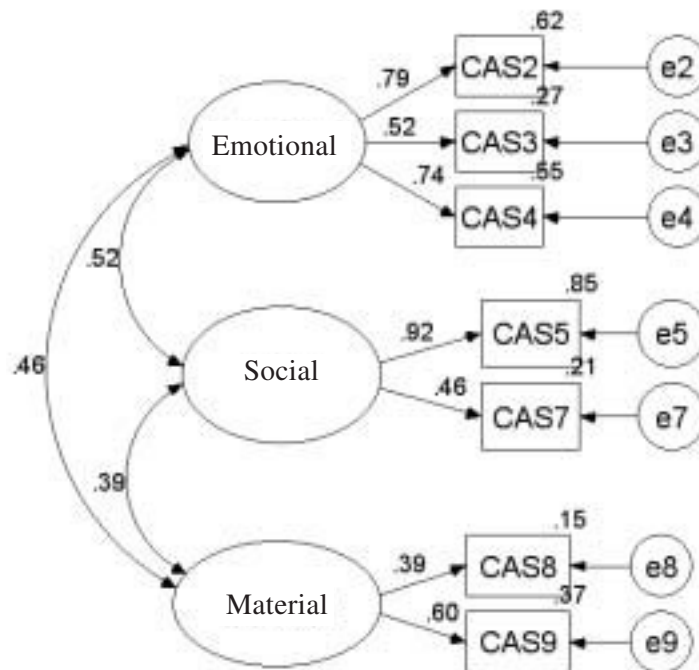 .62
.79
CAS2
e2
.27
Emotional
.52
CAS3
e3
.55
.74
CAS4
e4
.52
.85
.92
CAS5
e5
.46
Social
.21
.46
CAS7
e7
.39
.15
.39
CAS8
e8
Material
.37
.60
CAS9
e9